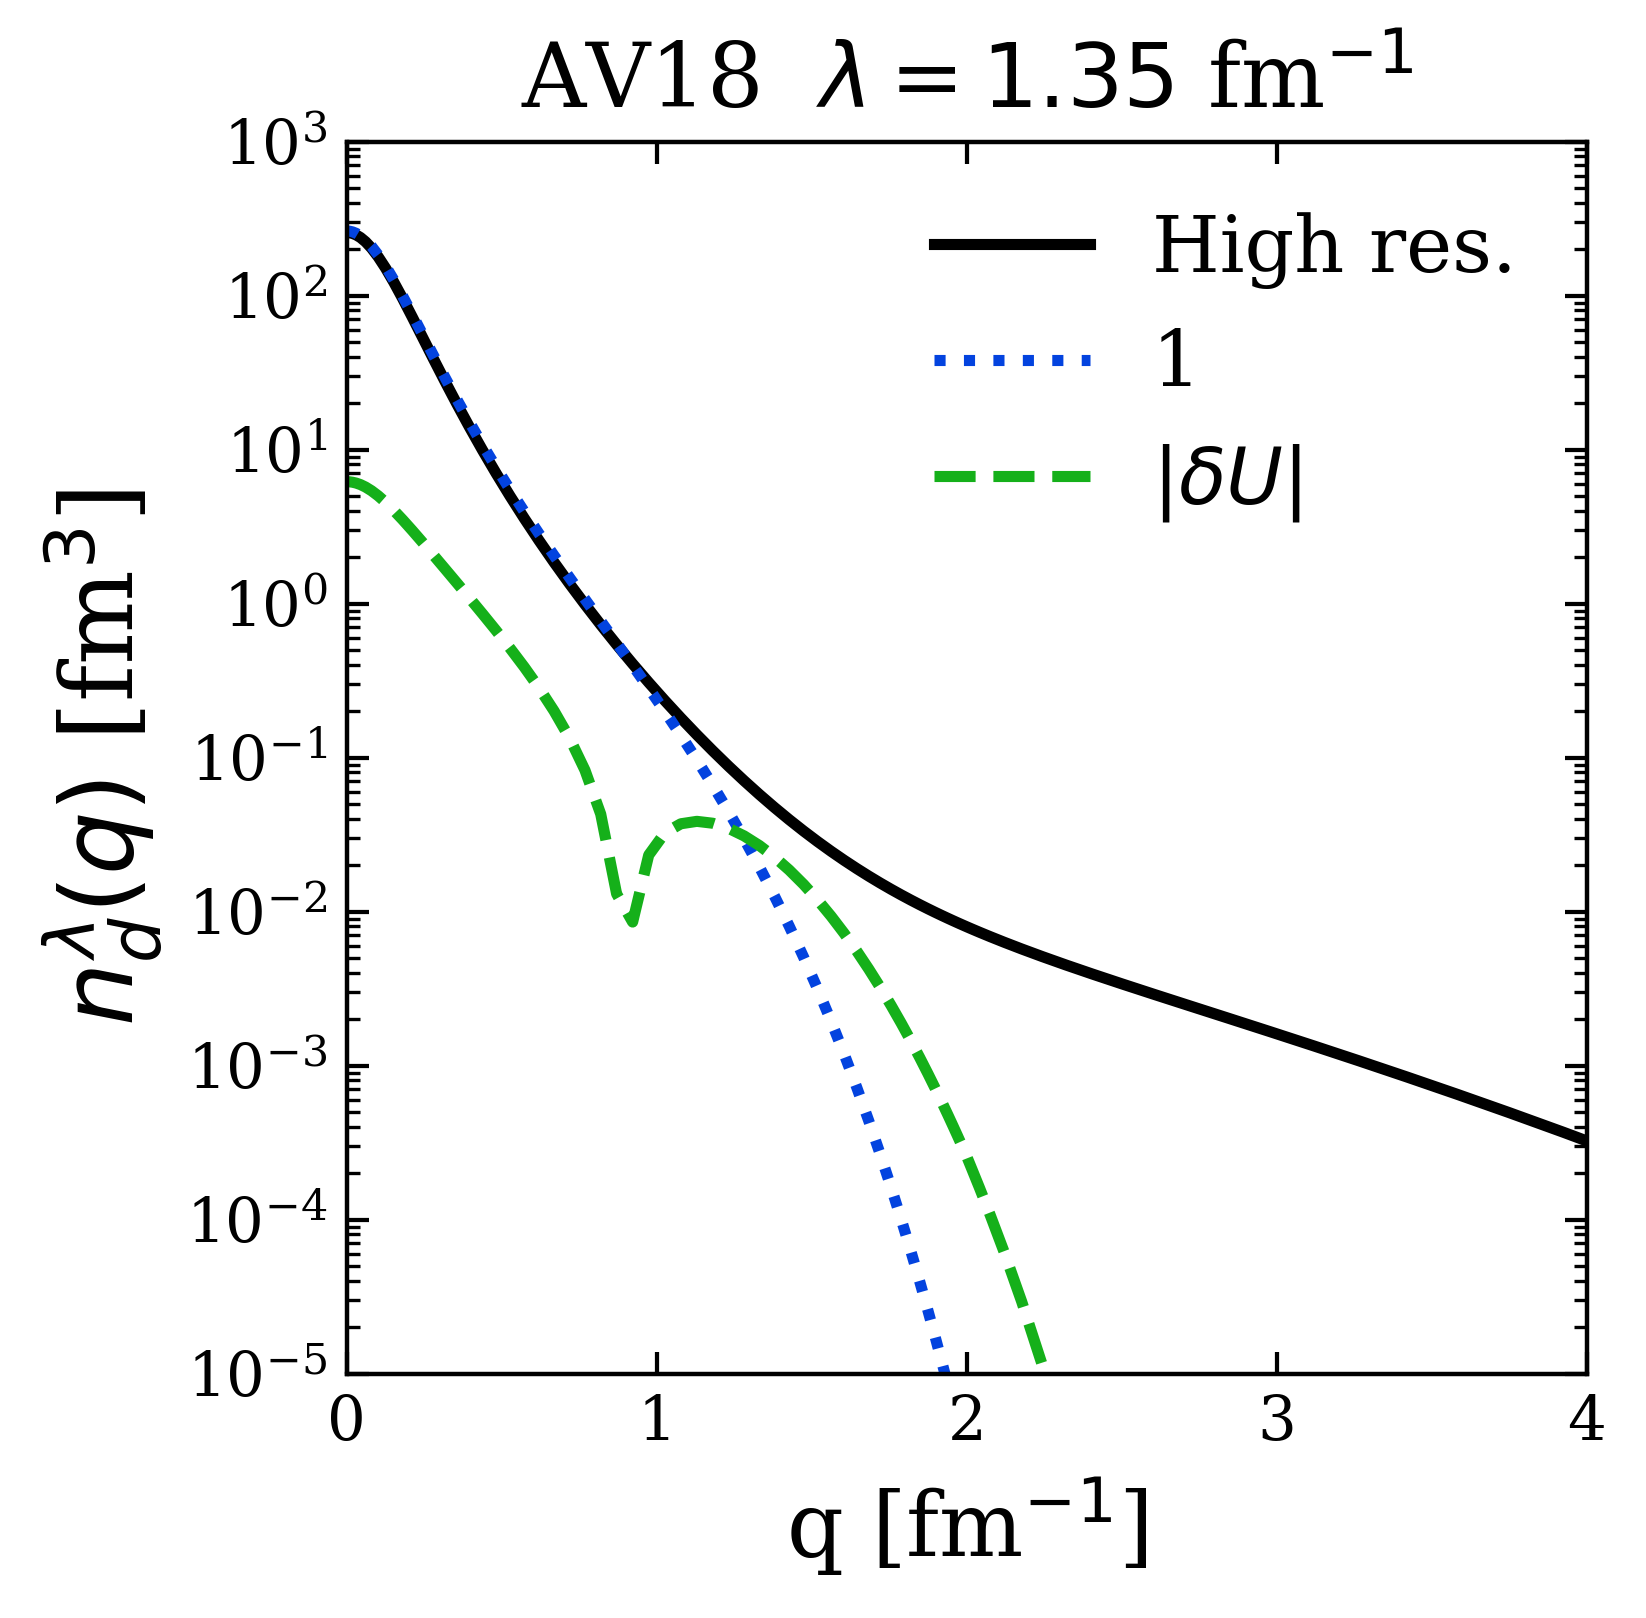 AV18 λ = 1.35 fm⁻¹
n_d^λ(q) [fm³]
10³
10²
10¹
10⁰
10⁻¹
10⁻²
10⁻³
10⁻⁴
10⁻⁵
High res.
1
|δU|
0 1 2 3 4
q [fm⁻¹]